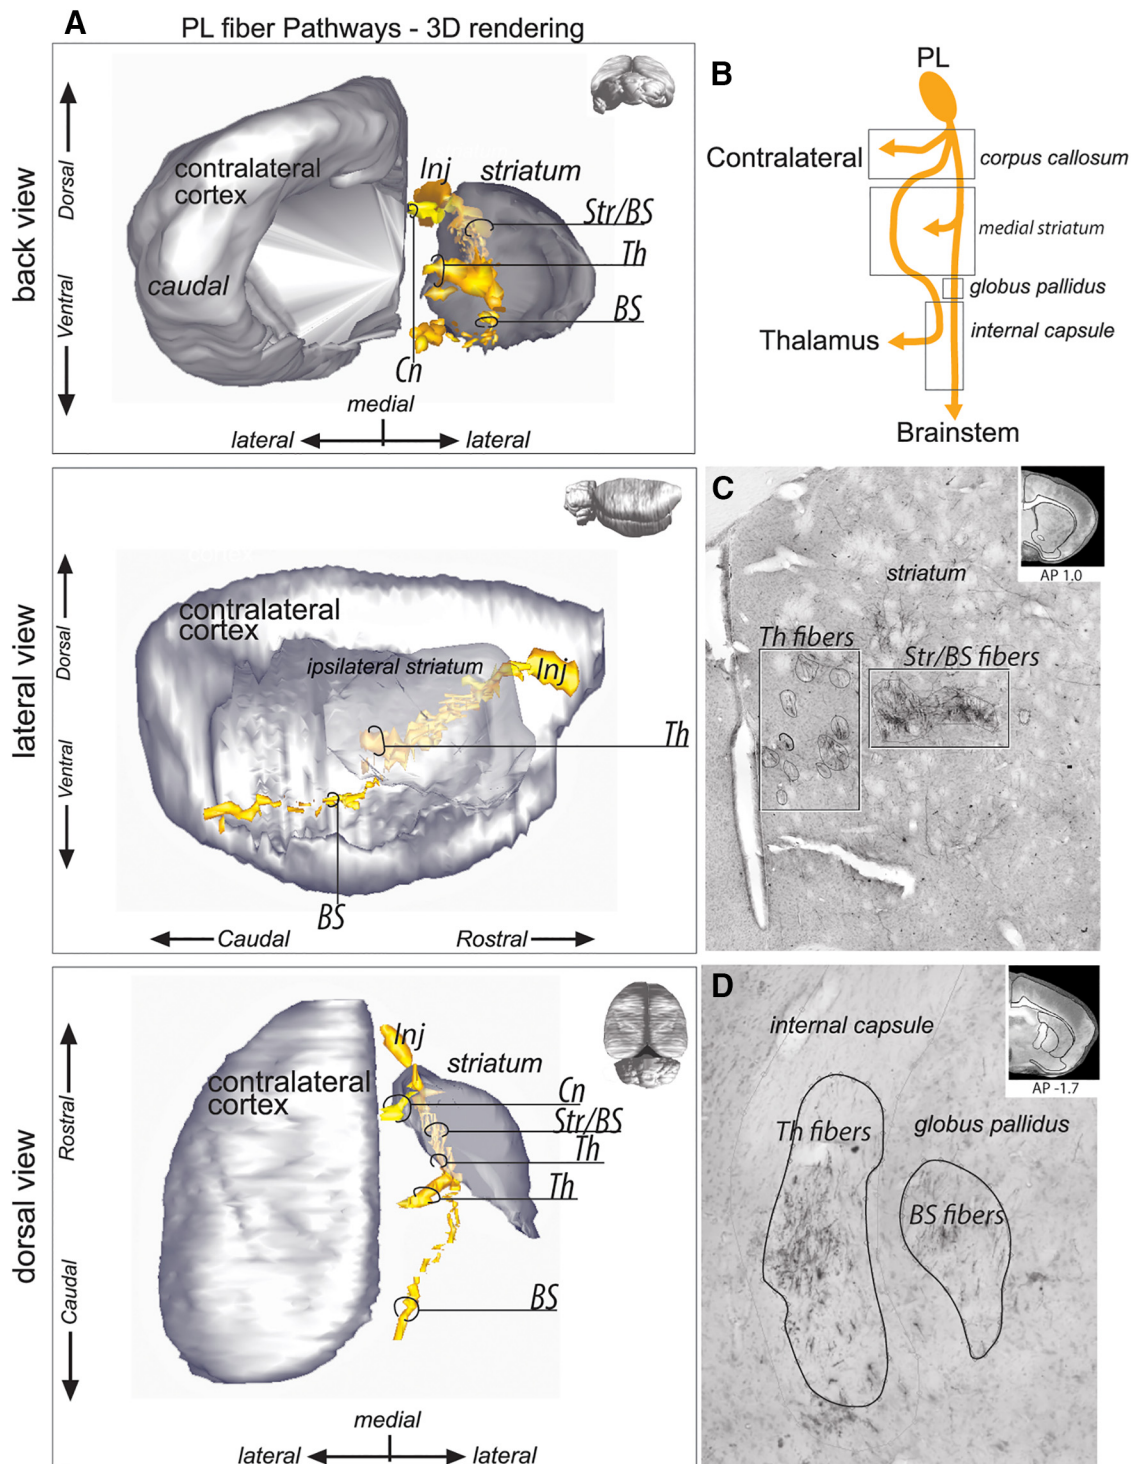 A
PL fiber Pathways - 3D rendering
back view
Dorsal
Ventral
contralateral
cortex
caudal
Inj
striatum
Str/BS
Th
BS
Cn
medial
lateral
lateral
lateral view
Dorsal
Ventral
contralateral
cortex
ipsilateral striatum
Inj
Th
BS
Caudal
Rostral
dorsal view
Rostral
Caudal
contralateral
cortex
Inj
striatum
Cn
Str/BS
Th
Th
BS
medial
lateral
lateral
B
PL
Contralateral
corpus callosum
medial striatum
globus pallidus
internal capsule
Thalamus
Brainstem
C
AP 1.0
striatum
Th fibers
Str/BS fibers
D
AP -1.7
internal capsule
globus pallidus
Th fibers
BS fibers